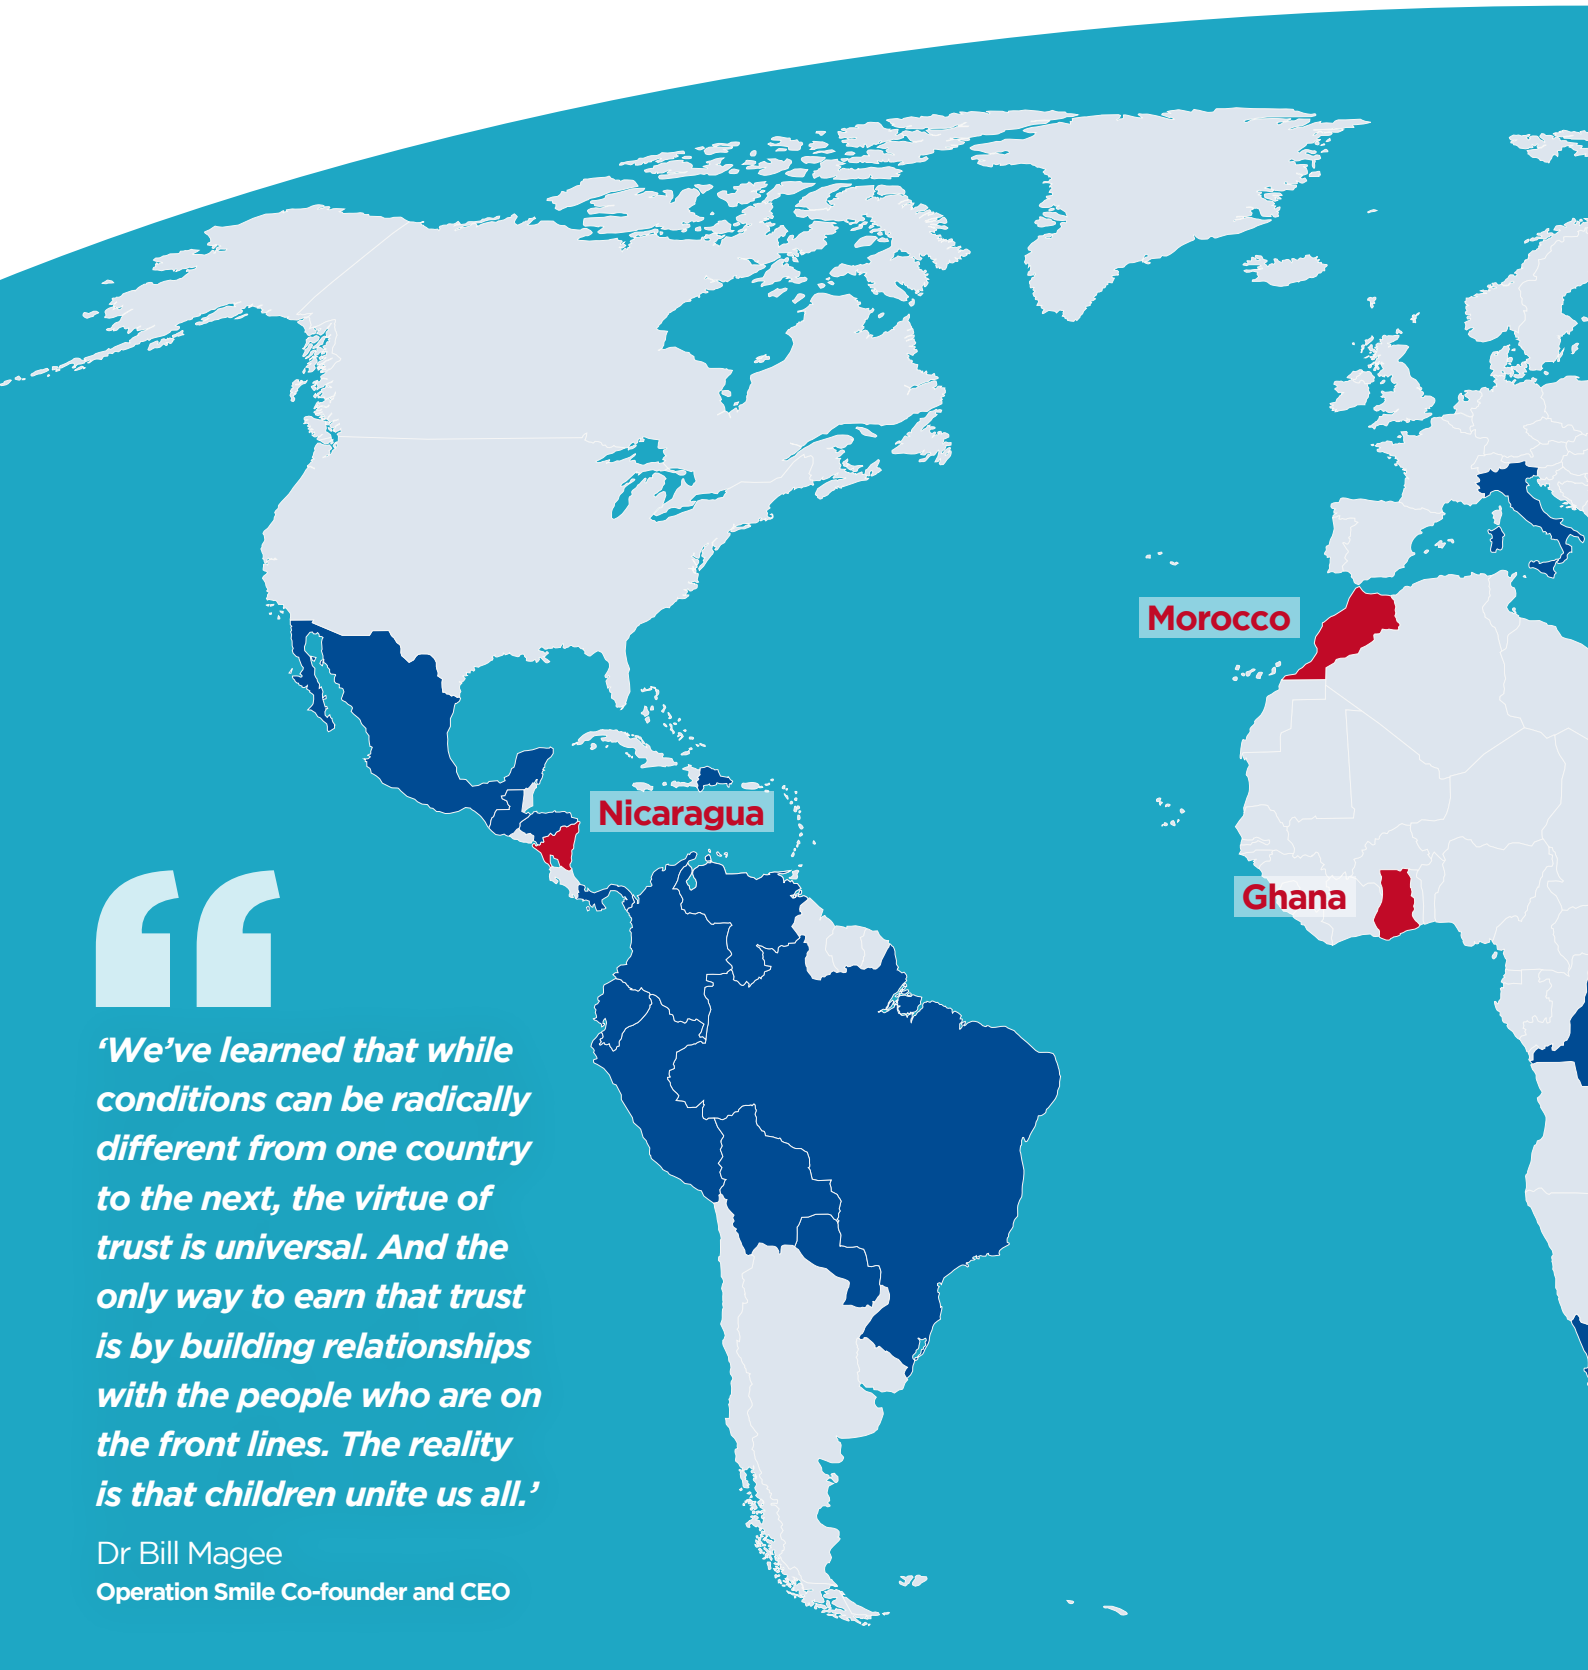 Morocco
Nicaragua
Ghana
‘We’ve learned that while
conditions can be radically
different from one country
to the next, the virtue of
trust is universal. And the
only way to earn that trust
is by building relationships
with the people who are on
the front lines. The reality
is that children unite us all.’
Dr Bill Magee
Operation Smile Co-founder and CEO